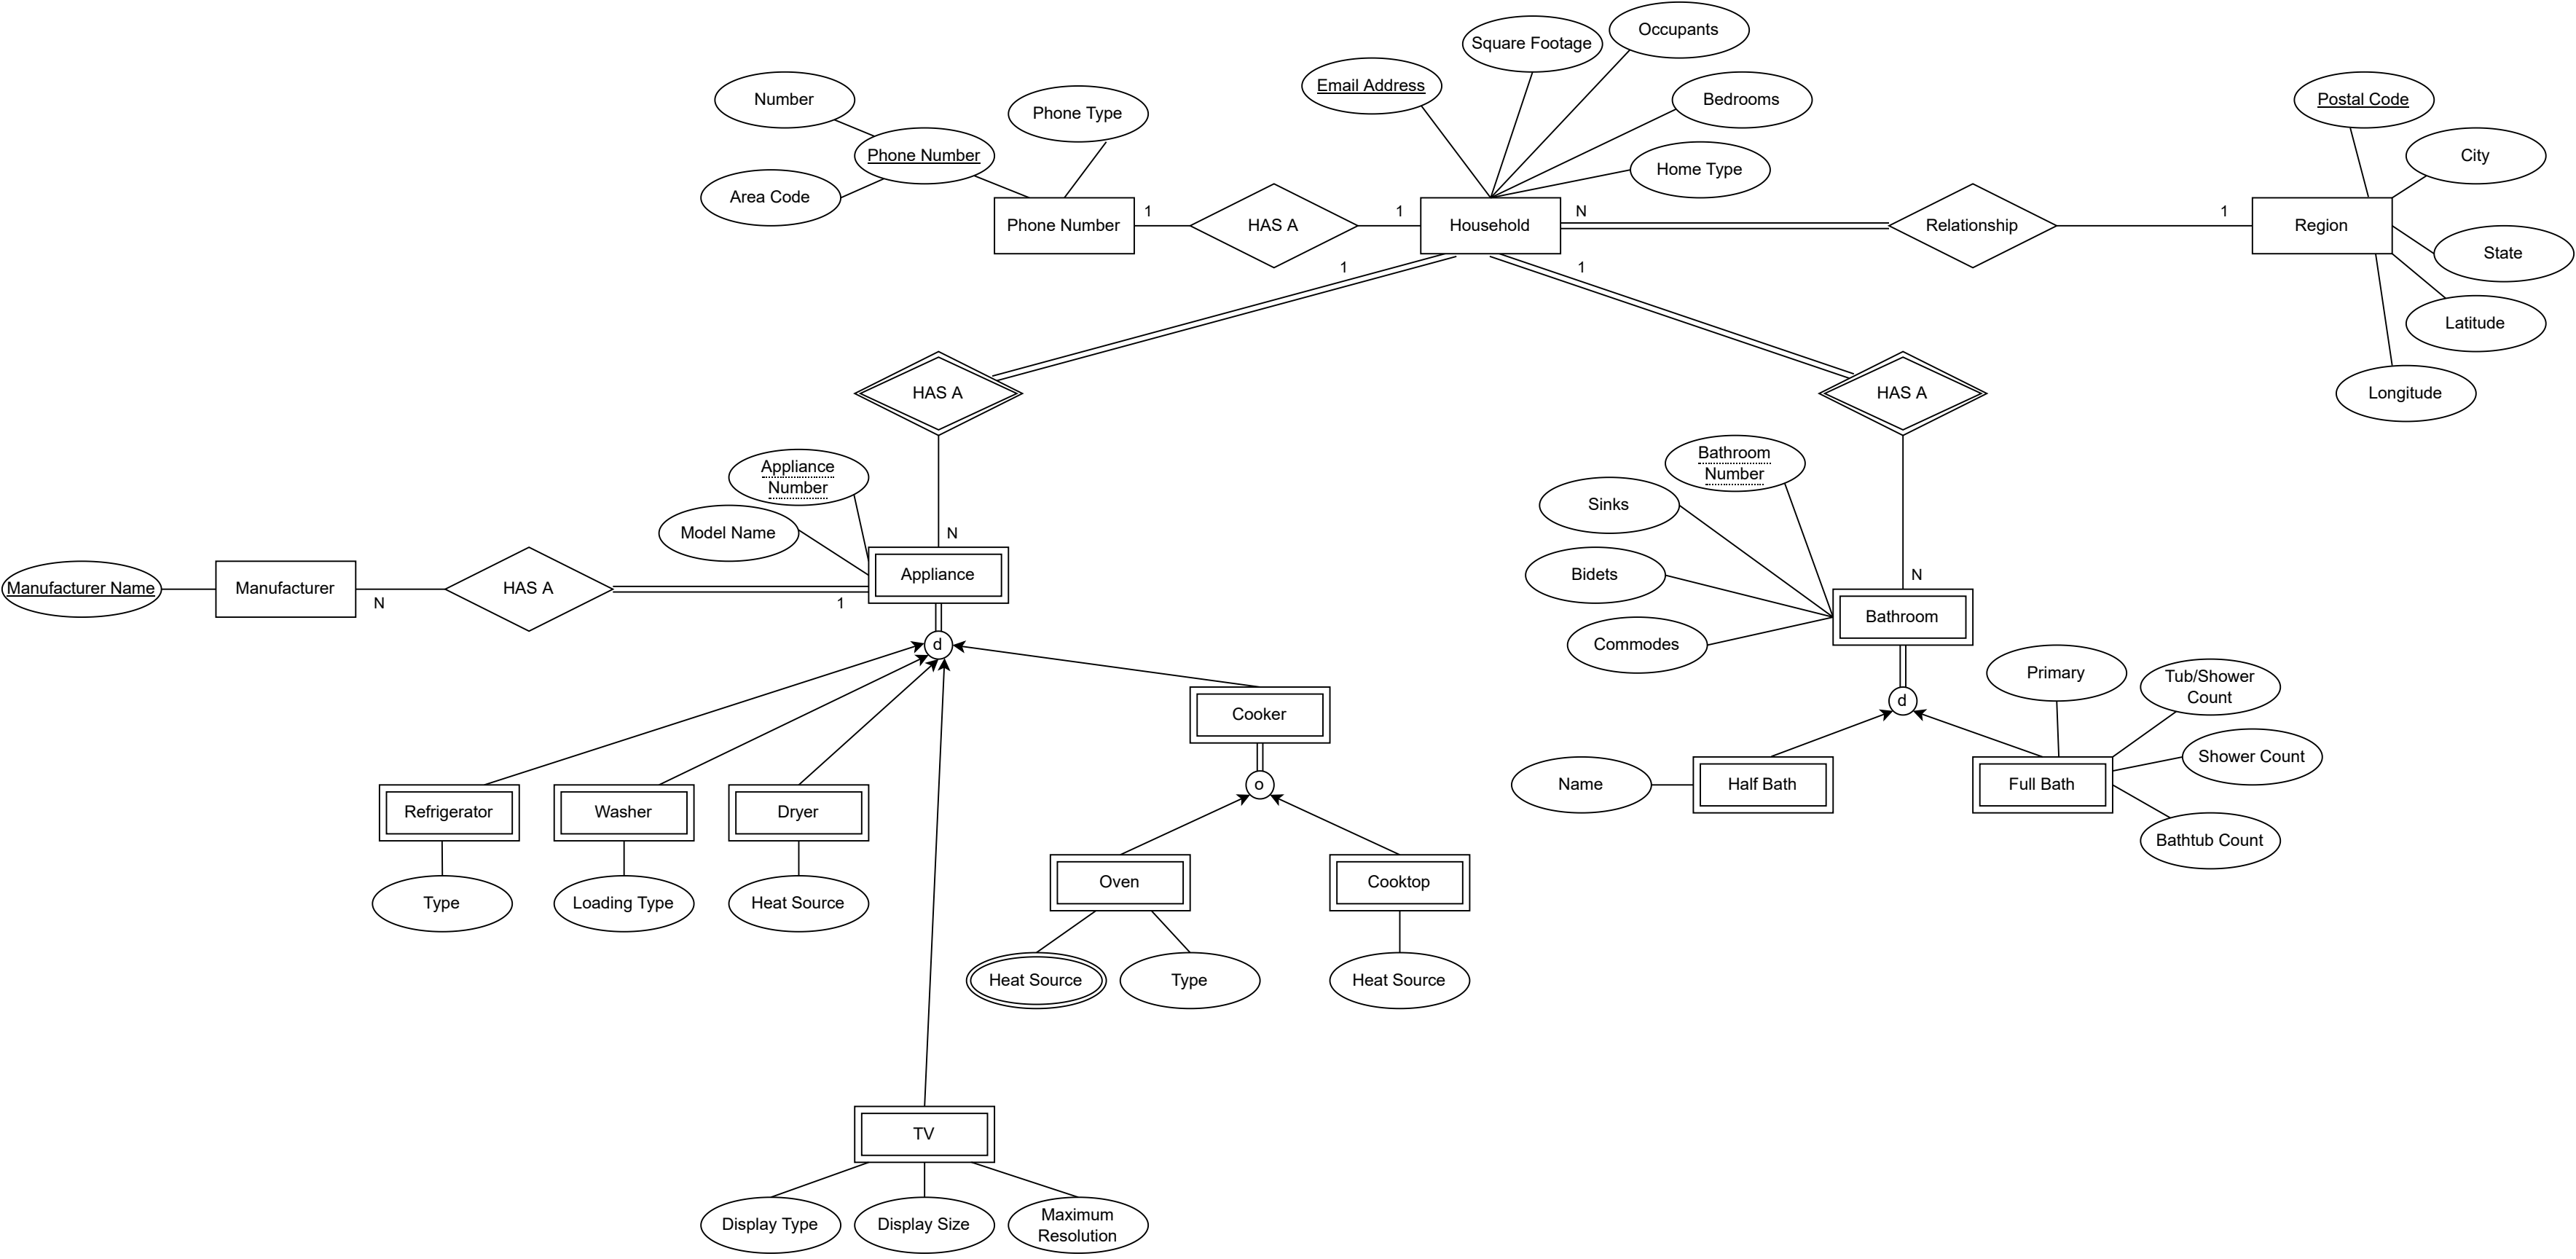 Occupants
Square Footage
Email Address
Bedrooms
Number
Phone Type
Postal Code
Phone Number
City
Home Type
Area Code
Phone Number
1
HAS A
1
Household
N
Relationship
1
Region
State
1
1
Latitude
HAS A
HAS A
Longitude
Appliance
Number
Bathroom
Number
Model Name
N
Sinks
Manufacturer Name
Manufacturer
N
HAS A
1
Appliance
Bidets
N
Bathroom
Commodes
d
Primary
Tub/Shower
Count
d
Cooker
Shower Count
Name
Half Bath
Full Bath
o
Refrigerator
Washer
Dryer
Bathtub Count
Oven
Cooktop
Type
Loading Type
Heat Source
Heat Source
Type
Heat Source
TV
Display Type
Display Size
Maximum
Resolution